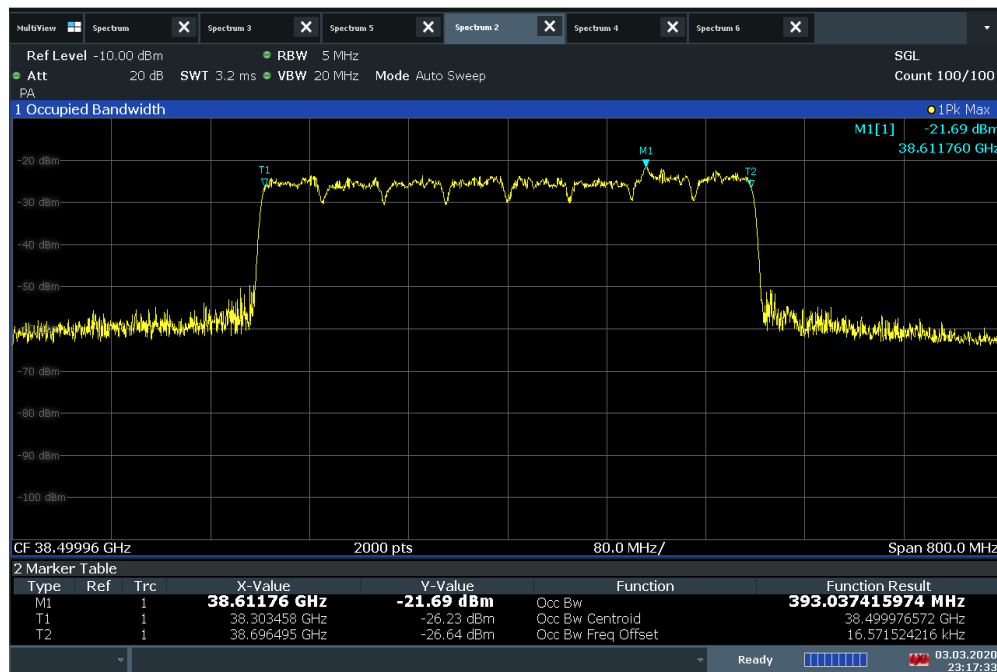 MultiView Spectrum X Spectrum 3 X Spectrum 5 X Spectrum 2 X Spectrum 4 X Spectrum 6 X
Ref Level -10.00 dBm RBW 5 MHz SGL
Att 20 dB SWT 3.2 ms VBW 20 MHz Mode Auto Sweep Count 100/100
PA
1 Occupied Bandwidth 1Pk Max
M1[1] -21.69 dBm
38.611760 GHz
M1
-20 dBm
T1 T2
-30 dBm
-40 dBm
-50 dBm
-70 dBm
-80 dBm
-90 dBm
-100 dBm
CF 38.49996 GHz 2000 pts 80.0 MHz/ Span 800.0 MHz
2 Marker Table
Type Ref Trc X-Value Y-Value Function Function Result
M1 1 38.61176 GHz -21.69 dBm Occ Bw 393.037415974 MHz
T1 1 38.303458 GHz -26.23 dBm Occ Bw Centroid 38.499976572 GHz
T2 1 38.696495 GHz -26.64 dBm Occ Bw Freq Offset 16.571524216 kHz
Ready 03.03.2020
23:17:33